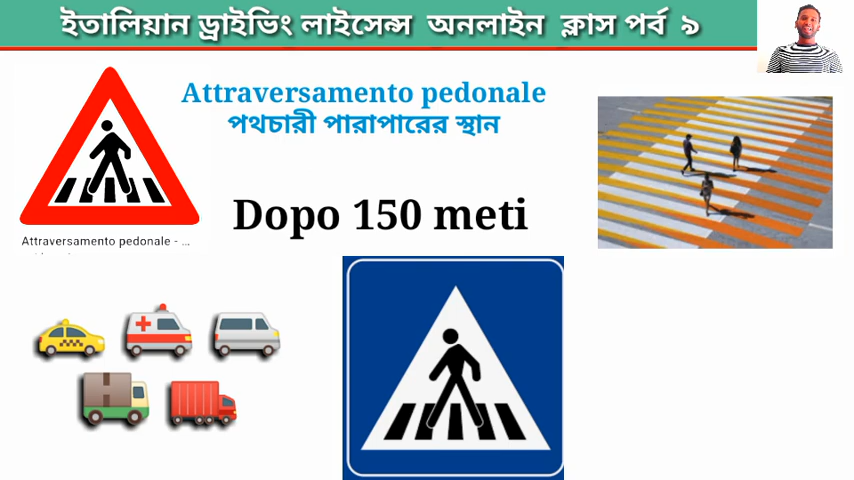 ইতালিয়ান ড্রাইভিং লাইসেন্স অনলাইন ক্লাস পর্ব ৯
Attraversamento pedonale
পথচারী পারাপারের স্থান
Dopo 150 meti
Attraversamento pedonale - ...